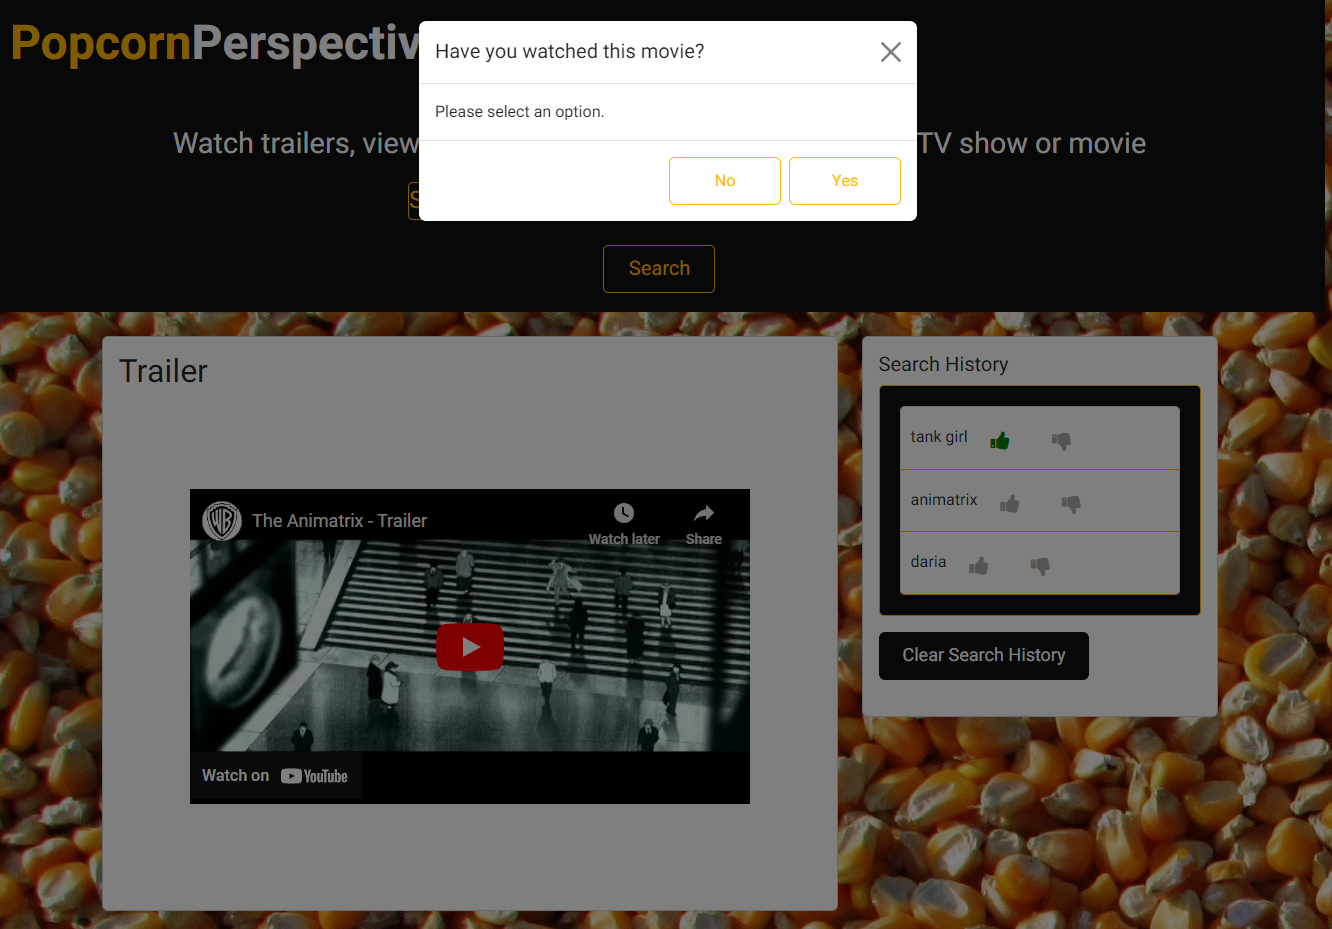 PopcornPerspectiv
Have you watched this movie?
Please select an option.
No
Yes
Watch trailers, view
TV show or movie
Search
Trailer
WB
The Animatrix - Trailer
Watch later
Share
Watch on YouTube
Search History
tank girl
animatrix
daria
Clear Search History